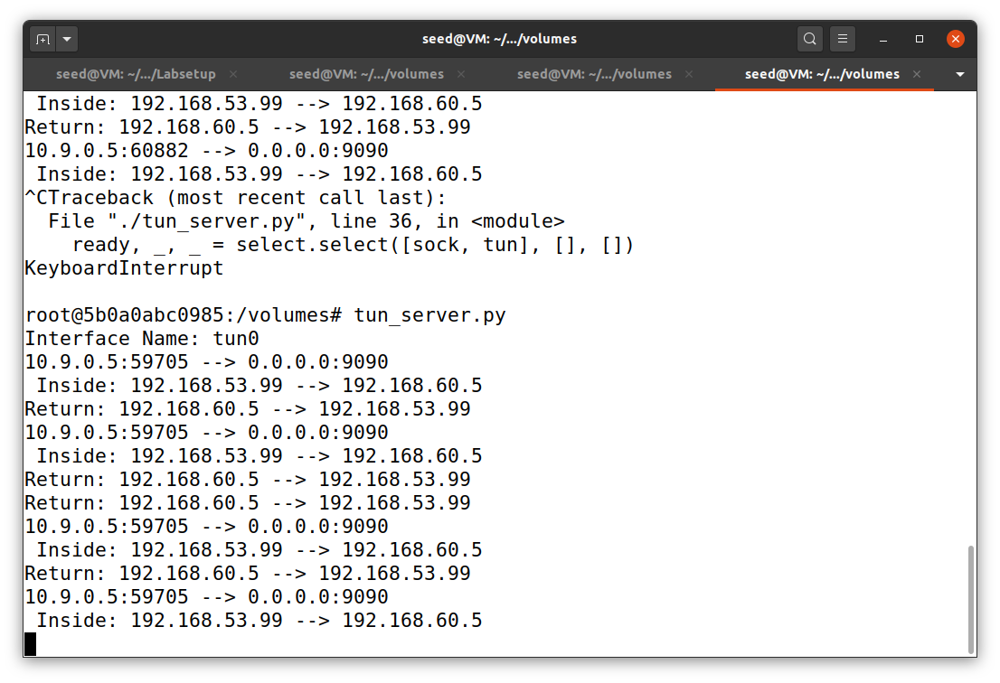 seed@VM: ~/.../volumes
seed@VM: ~/.../Labsetup × seed@VM: ~/.../volumes × seed@VM: ~/.../volumes × seed@VM: ~/.../volumes ×
 Inside: 192.168.53.99 --> 192.168.60.5
Return: 192.168.60.5 --> 192.168.53.99
10.9.0.5:60882 --> 0.0.0.0:9090
 Inside: 192.168.53.99 --> 192.168.60.5
^CTraceback (most recent call last):
  File "./tun_server.py", line 36, in <module>
    ready, _, _ = select.select([sock, tun], [], [])
KeyboardInterrupt

root@5b0a0abc0985:/volumes# tun_server.py
Interface Name: tun0
10.9.0.5:59705 --> 0.0.0.0:9090
 Inside: 192.168.53.99 --> 192.168.60.5
Return: 192.168.60.5 --> 192.168.53.99
10.9.0.5:59705 --> 0.0.0.0:9090
 Inside: 192.168.53.99 --> 192.168.60.5
Return: 192.168.60.5 --> 192.168.53.99
Return: 192.168.60.5 --> 192.168.53.99
10.9.0.5:59705 --> 0.0.0.0:9090
 Inside: 192.168.53.99 --> 192.168.60.5
Return: 192.168.60.5 --> 192.168.53.99
10.9.0.5:59705 --> 0.0.0.0:9090
 Inside: 192.168.53.99 --> 192.168.60.5